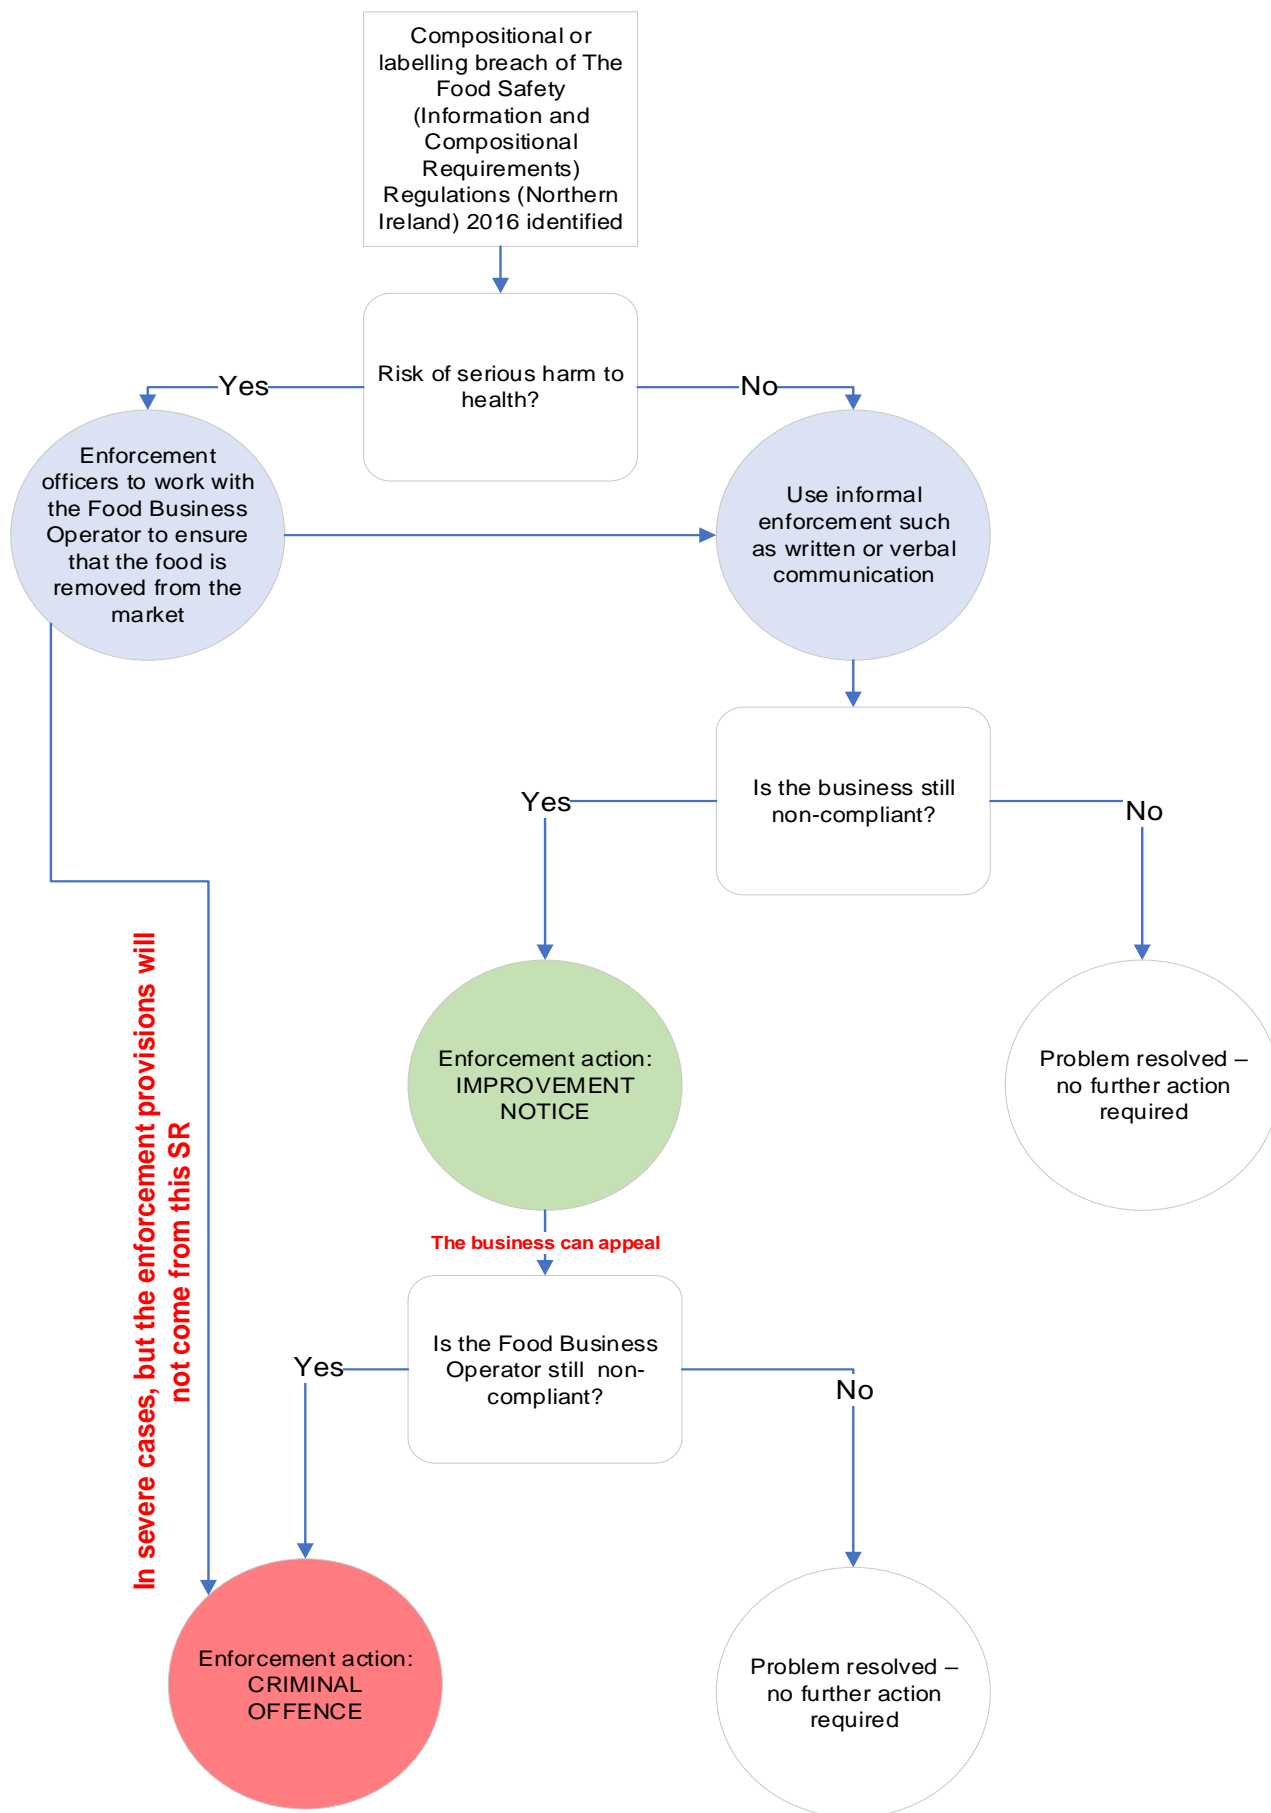 Compositional or
labelling breach of The
Food Safety
(Information and
Compositional
Requirements)
Regulations (Northern
Ireland) 2016 identified
Risk of serious harm to
health?
Yes
No
Enforcement
officers to work with
the Food Business
Operator to ensure
that the food is
removed from the
market
Use informal
enforcement such
as written or verbal
communication
Is the business still
non-compliant?
Yes
No
In severe cases, but the enforcement provisions will
not come from this SR
Enforcement action:
IMPROVEMENT
NOTICE
Problem resolved –
no further action
required
The business can appeal
Is the Food Business
Operator still non-
compliant?
Yes
No
Enforcement action:
CRIMINAL
OFFENCE
Problem resolved –
no further action
required